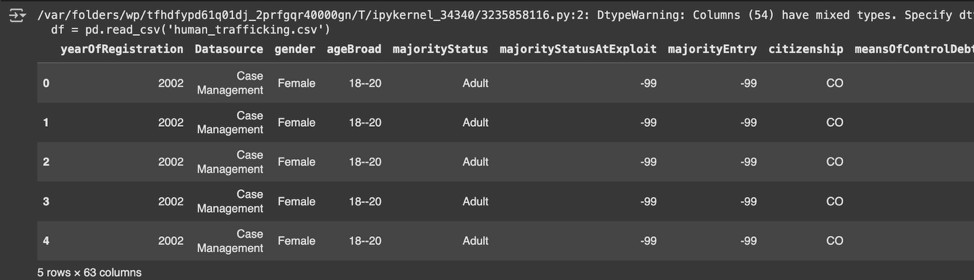 /var/folders/wp/tfhdfypd61q01dj_2prfgqr40000gn/T/ipykernel_34340/3235858116.py:2: DtypeWarning: Columns (54) have mixed types. Specify dt
df = pd.read_csv('human_trafficking.csv')
yearOfRegistration Datasource gender ageBroad majorityStatus majorityStatusAtExploit majorityEntry citizenship meansOfControlDebt
0 2002 Case Management Female 18--20 Adult -99 -99 CO
1 2002 Case Management Female 18--20 Adult -99 -99 CO
2 2002 Case Management Female 18--20 Adult -99 -99 CO
3 2002 Case Management Female 18--20 Adult -99 -99 CO
4 2002 Case Management Female 18--20 Adult -99 -99 CO
5 rows × 63 columns